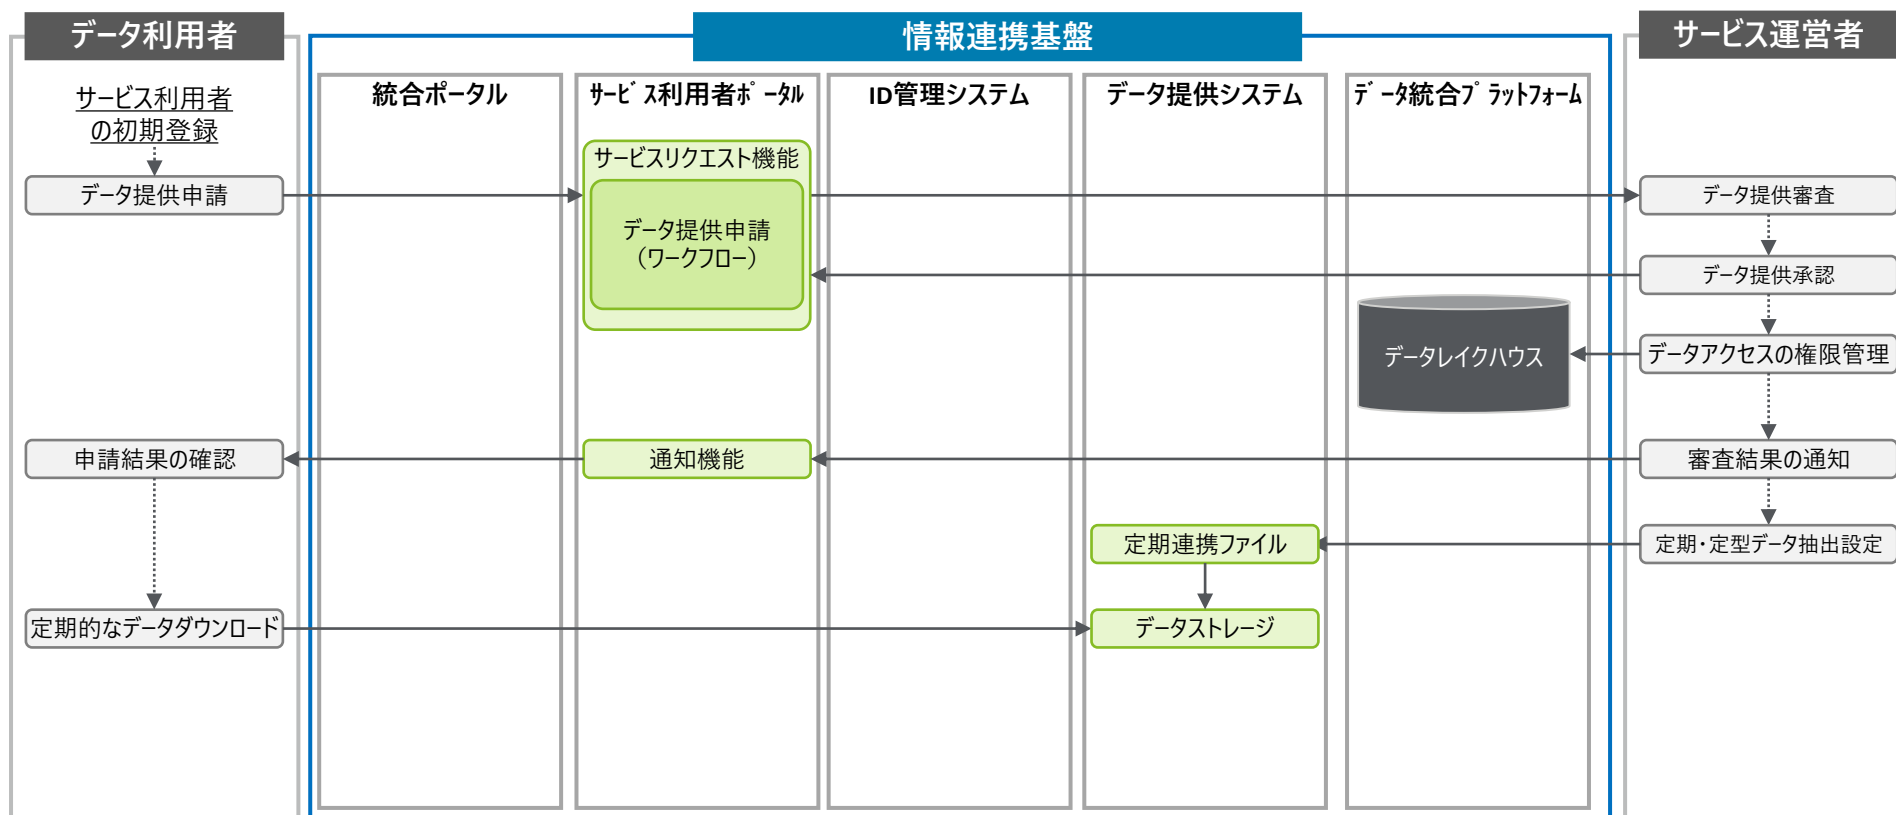 データ利用者
情報連携基盤
サービス運営者
サービス利用者
の初期登録
統合ポータル
サービス利用者ポータル
ID管理システム
データ提供システム
データ統合プラットフォーム
サービスリクエスト機能
データ提供申請
データ提供申請
（ワークフロー）
データ提供審査
データ提供承認
データレイクハウス
データアクセスの権限管理
申請結果の確認
通知機能
審査結果の通知
定期連携ファイル
定期・定型データ抽出設定
定期的なデータダウンロード
データストレージ